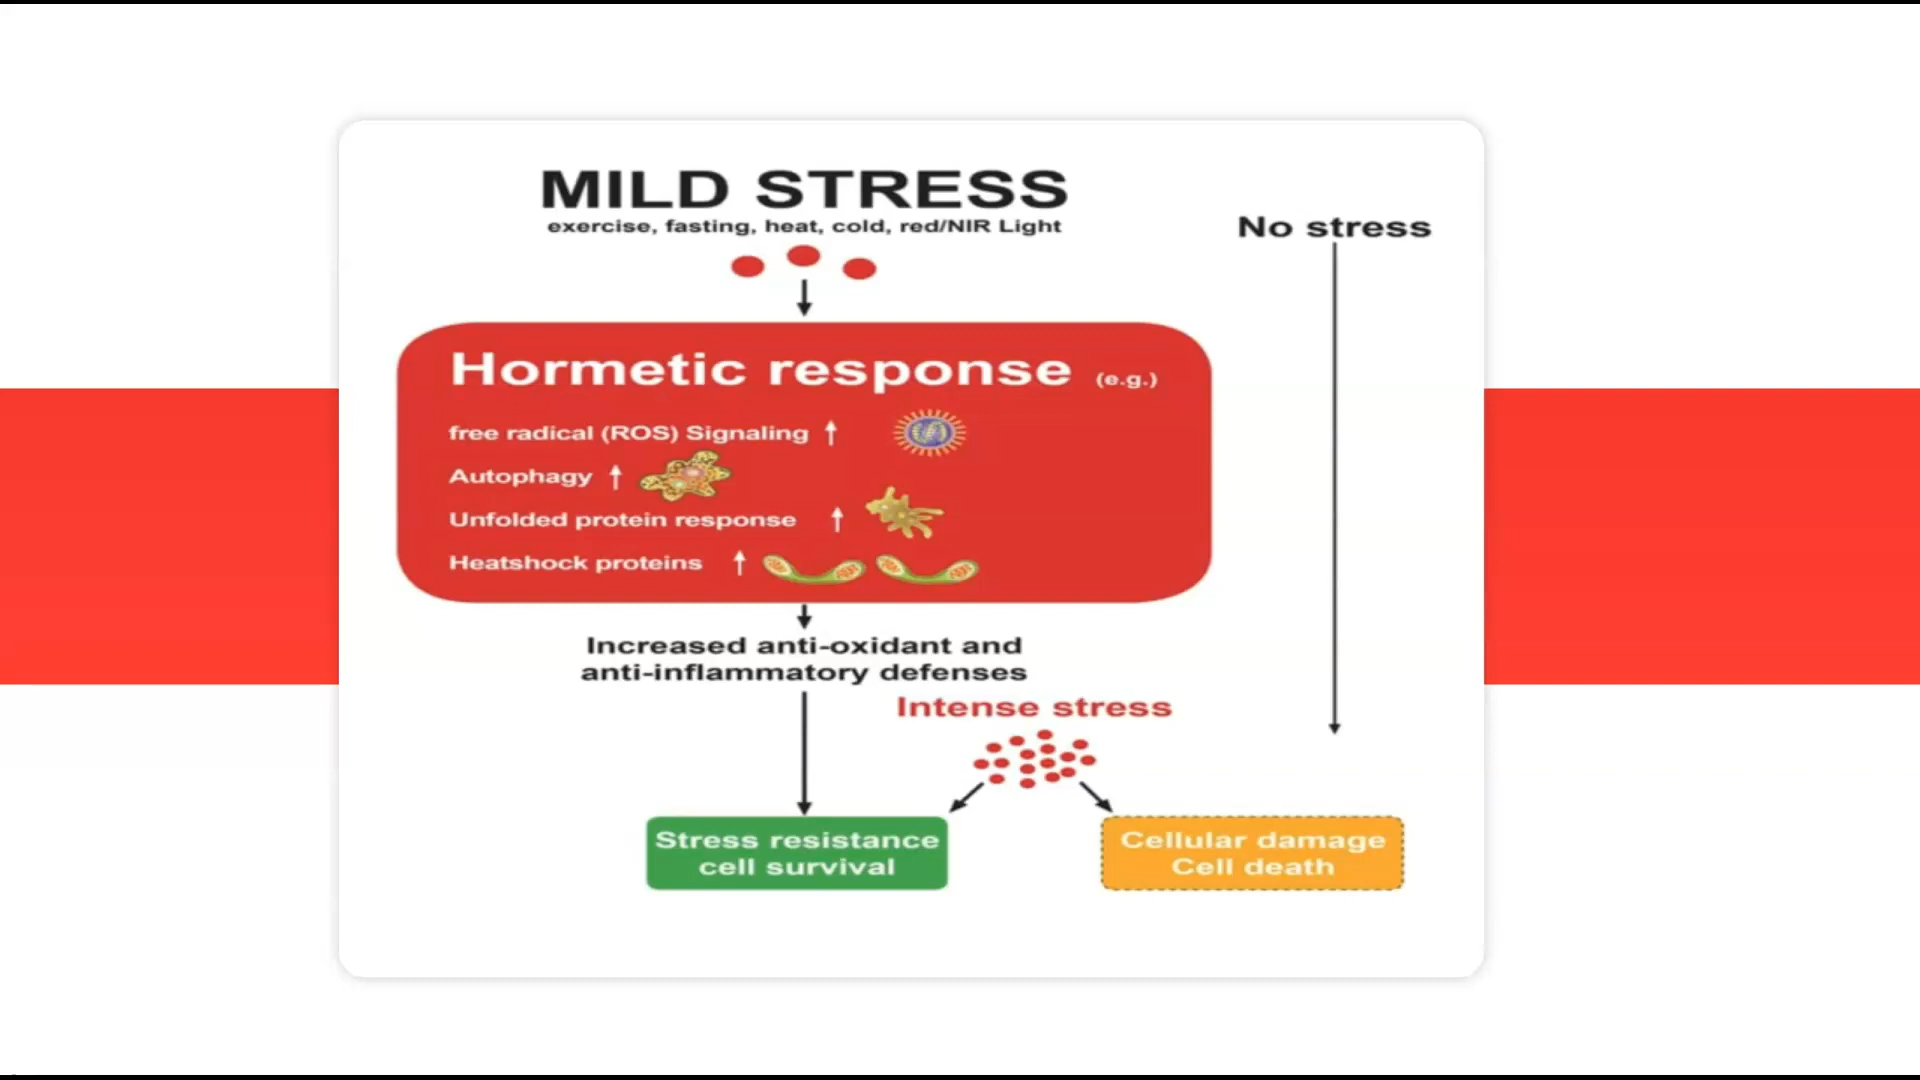 MILD STRESS
exercise, fasting, heat, cold, red/NIR Light
No stress
Hormetic response (e.g.)
free radical (ROS) Signaling
Autophagy
Unfolded protein response
Heatshock proteins
Increased anti-oxidant and
anti-inflammatory defenses
Intense stress
Stress resistance
cell survival
Cellular damage
Cell death